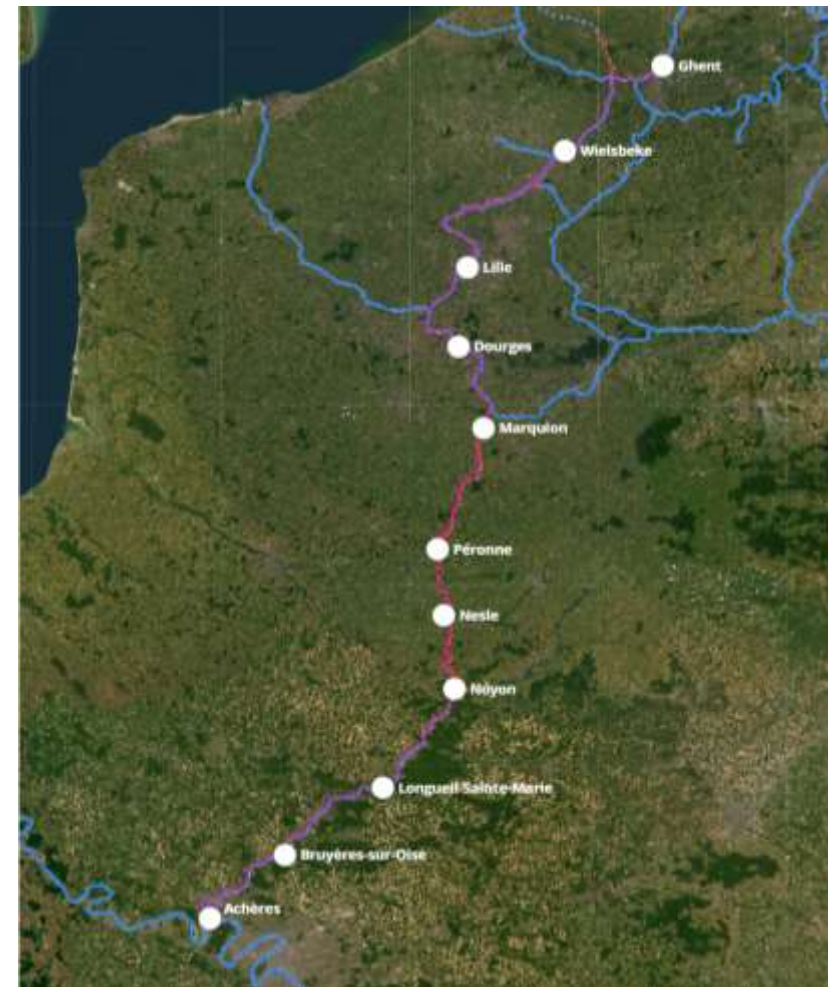 Ghent
Wielsbeke
Lille
Dourges
Marquion
Péronne
Nesle
Noyon
Longueil-Sainte-Marie
Bruyères-sur-Oise
Achères